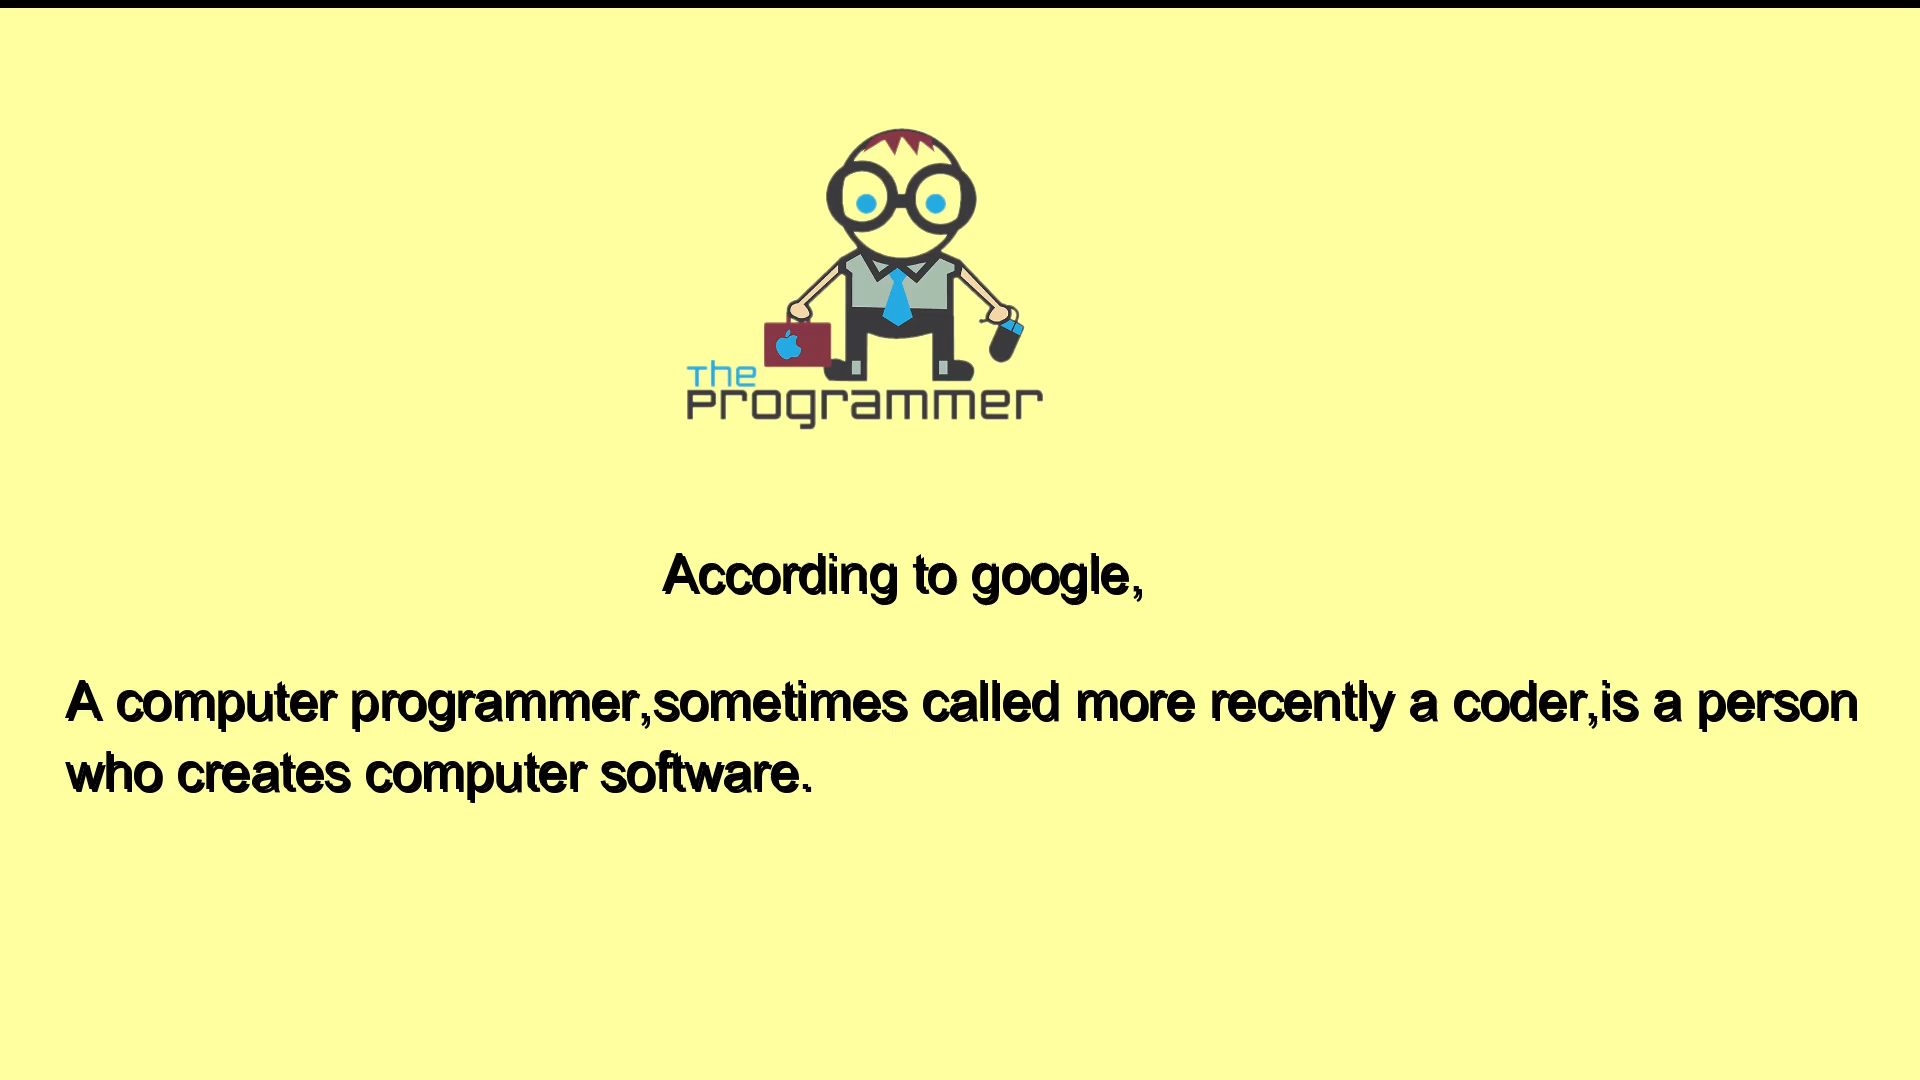 The
Programmer
According to google,
A computer programmer,sometimes called more recently a coder,is a person
who creates computer software.